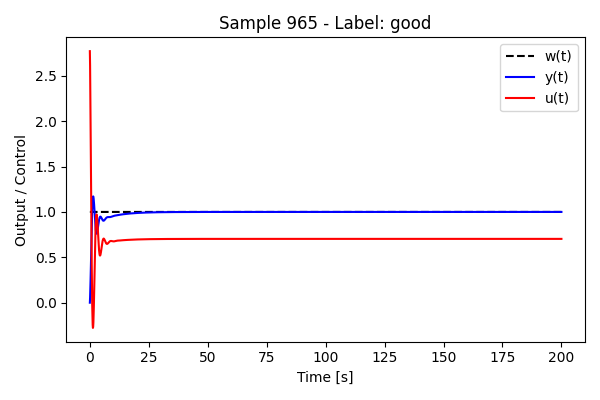 Sample 965 - Label: good
w(t)
y(t)
u(t)
Output / Control
2.5
2.0
1.5
1.0
0.5
0.0
0 25 50 75 100 125 150 175 200
Time [s]